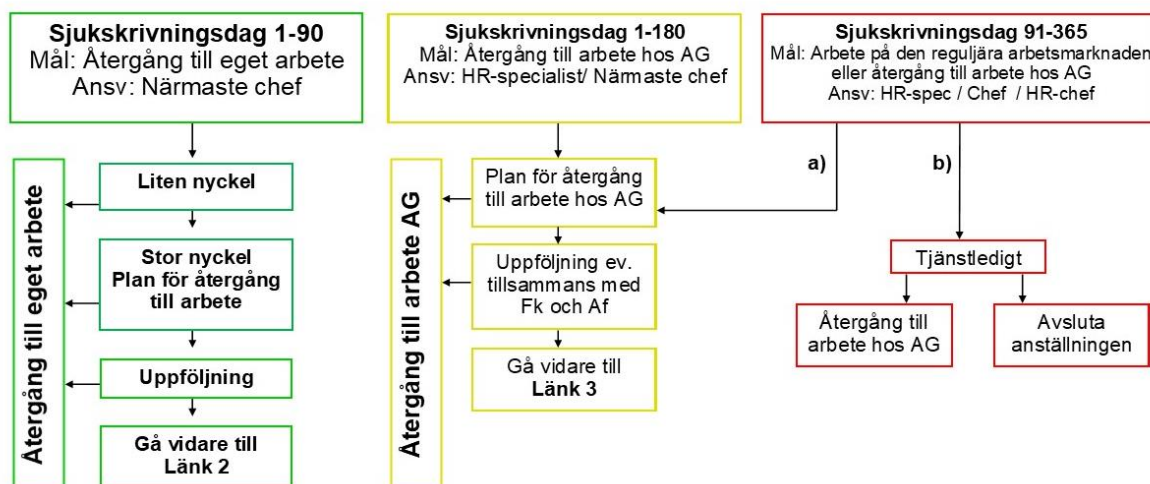 Sjukskrivningsdag 1-90
Mål: Återgång till eget arbete
Ansv: Närmaste chef
Återgång till eget arbete
Liten nyckel
Stor nyckel
Plan för återgång
till arbete
Uppföljning
Gå vidare till
Länk 2
Sjukskrivningsdag 1-180
Mål: Återgång till arbete hos AG
Ansv: HR-specialist/ Närmaste chef
Återgång till arbete AG
Plan för återgång
till arbete hos AG
Uppföljning ev.
tillsammans med
Fk och Af
Gå vidare till
Länk 3
Sjukskrivningsdag 91-365
Mål: Arbete på den reguljära arbetsmarknaden
eller återgång till arbete hos AG
Ansv: HR-spec / Chef / HR-chef
a)
b)
Tjänstledigt
Återgång till
arbete hos AG
Avsluta
anställningen